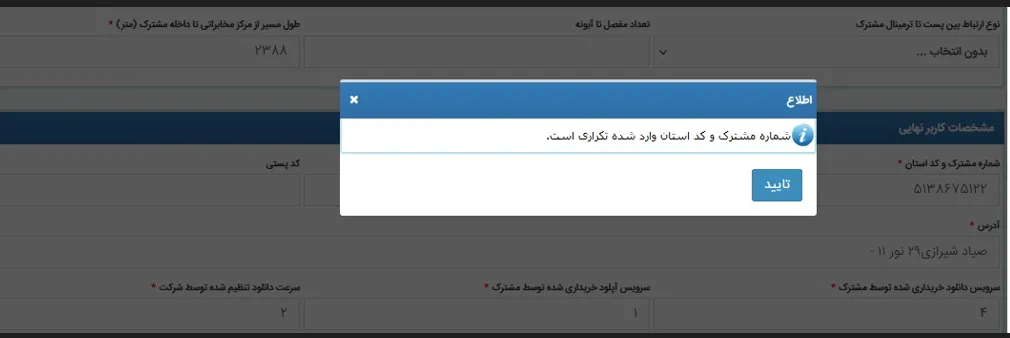 نوع ارتباط بین پست تا ترمینال مشترک
تعداد مفصل تا آیونه
طول مسیر از مرکز مخابراتی تا داخله مشترک (متر) *
بدون انتخاب ...
۲۳۸۸
اطلاع
شماره مشترک و کد استان وارد شده تکراری است.
تایید
مشخصات کاربر نهایی
شماره مشترک و کد استان *
کد پستی
۵۱۳۸۶۷۵۱۲۲
آدرس *
صیاد شیرازی۲۹ نور ۱۱ -
سرویس دانلود خریداری شده توسط مشترک *
سرویس آپلود خریداری شده توسط مشترک *
سرعت دانلود تنظیم شده توسط شرکت *
۴
۱
۲